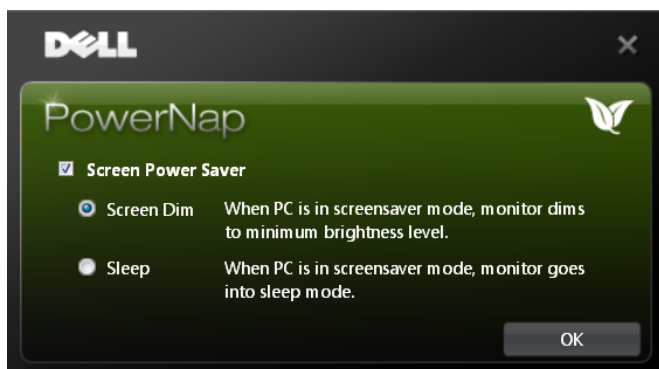 DELL
PowerNap
Screen Power Saver
Screen Dim When PC is in screensaver mode, monitor dims
to minimum brightness level.
Sleep When PC is in screensaver mode, monitor goes
into sleep mode.
OK